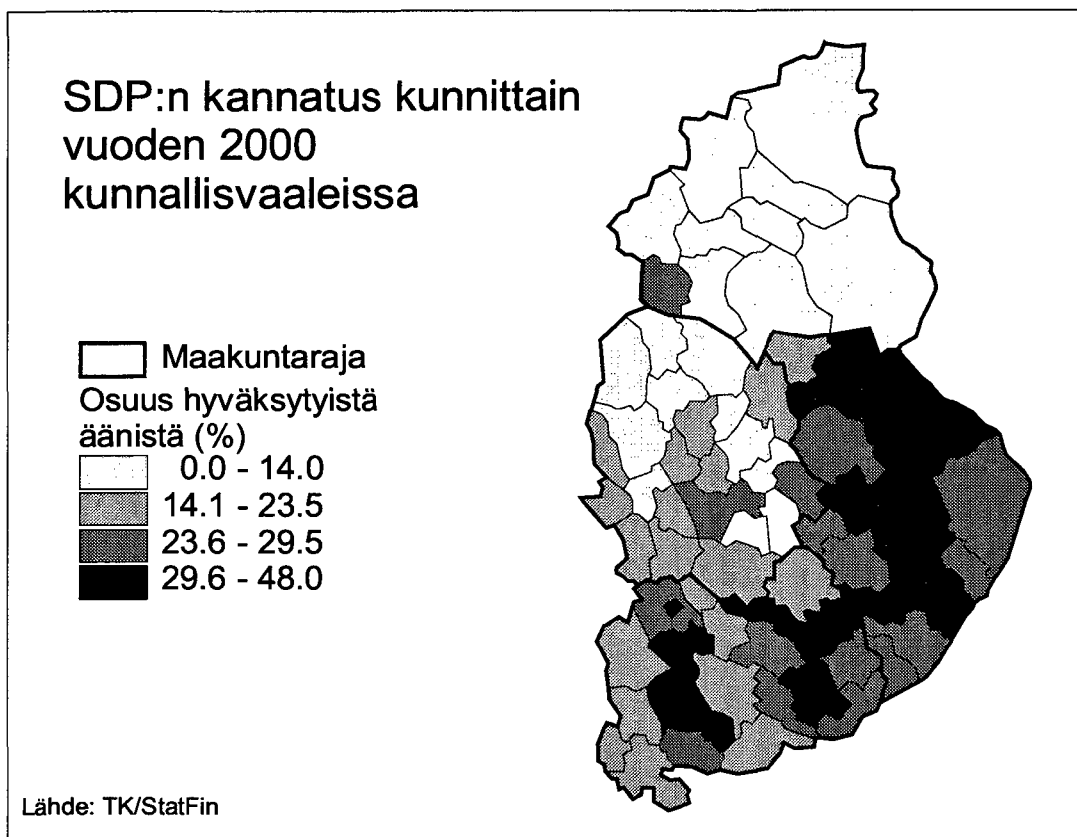 SDP:n kannatus kunnittain
vuoden 2000
kunnallisvaaleissa
Maakuntaraja
Osuus hyväksytyistä
äänistä (%)
0.0 - 14.0
14.1 - 23.5
23.6 - 29.5
29.6 - 48.0
Lähde: TK/StatFin